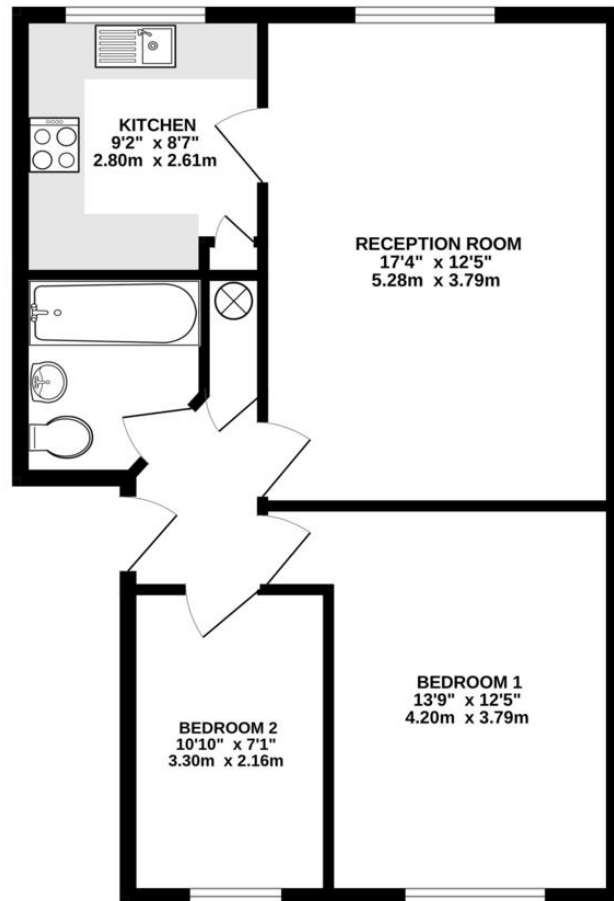 KITCHEN
9'2" x 8'7"
2.80m x 2.61m
RECEPTION ROOM
17'4" x 12'5"
5.28m x 3.79m
BEDROOM 1
13'9" x 12'5"
4.20m x 3.79m
BEDROOM 2
10'10" x 7'1"
3.30m x 2.16m